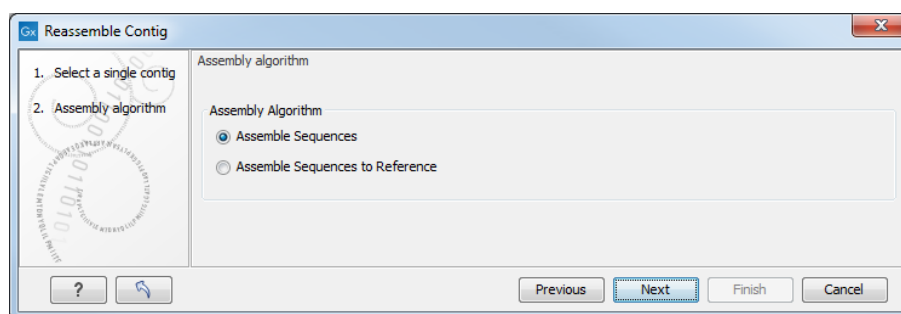 Gx Reassemble Contig
1. Select a single contig
2. Assembly algorithm
Assembly algorithm
Assembly Algorithm
Assemble Sequences
Assemble Sequences to Reference
?
Previous
Next
Finish
Cancel